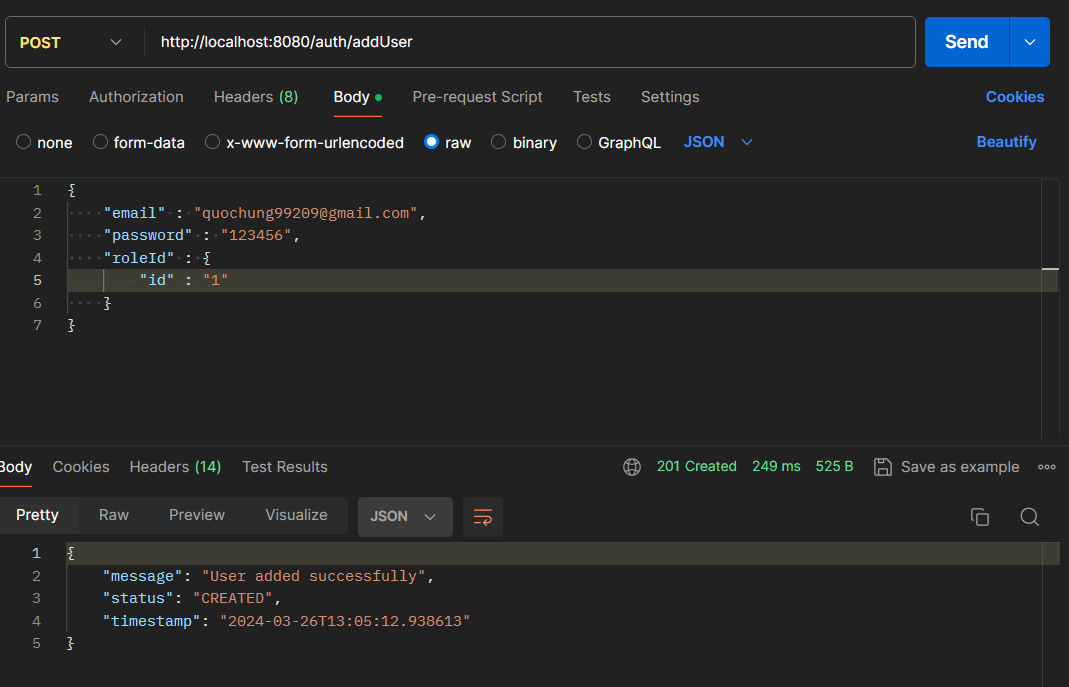 POST http://localhost:8080/auth/addUser Send
Params Authorization Headers (8) Body Pre-request Script Tests Settings Cookies
none form-data x-www-form-urlencoded raw binary GraphQL JSON Beautify
1 {
2 "email" : "quochung99209@gmail.com",
3 "password" : "123456",
4 "roleId" : {
5 "id" : "1"
6 }
7 }
Body Cookies Headers (14) Test Results 201 Created 249 ms 525 B Save as example
Pretty Raw Preview Visualize JSON
1 {
2 "message": "User added successfully",
3 "status": "CREATED",
4 "timestamp": "2024-03-26T13:05:12.938613"
5 }